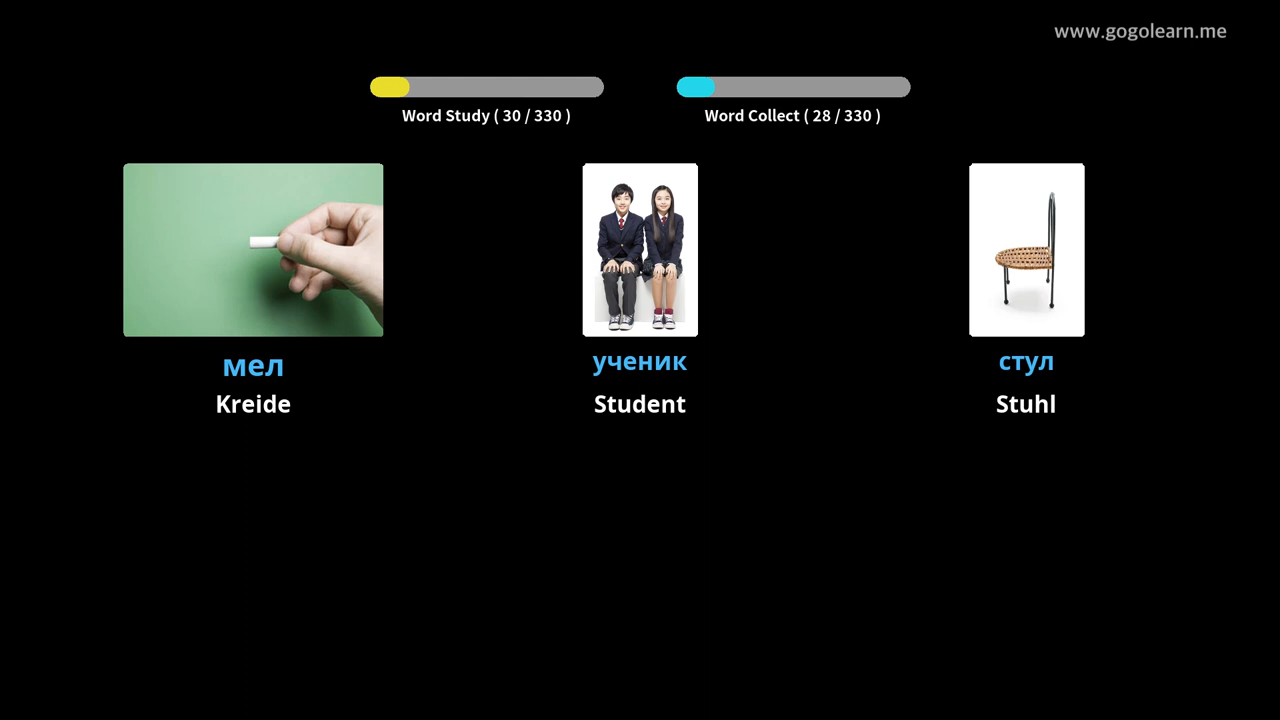 www.gogolearn.me
Word Study ( 30 / 330 )
Word Collect ( 28 / 330 )
мел
ученик
стул
Kreide
Student
Stuhl